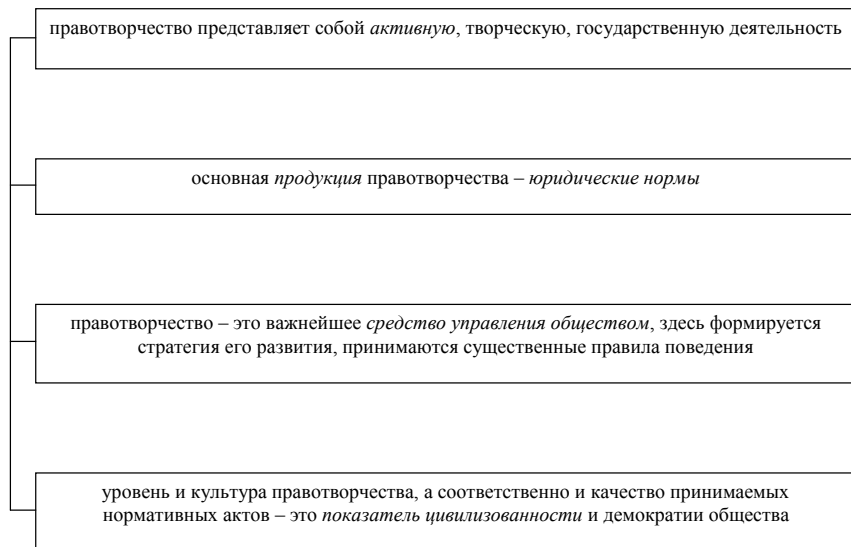 правотворчество представляет собой активную, творческую, государственную деятельность
основная продукция правотворчества – юридические нормы
правотворчество – это важнейшее средство управления обществом, здесь формируется
стратегия его развития, принимаются существенные правила поведения
уровень и культура правотворчества, а соответственно и качество принимаемых
нормативных актов – это показатель цивилизованности и демократии общества